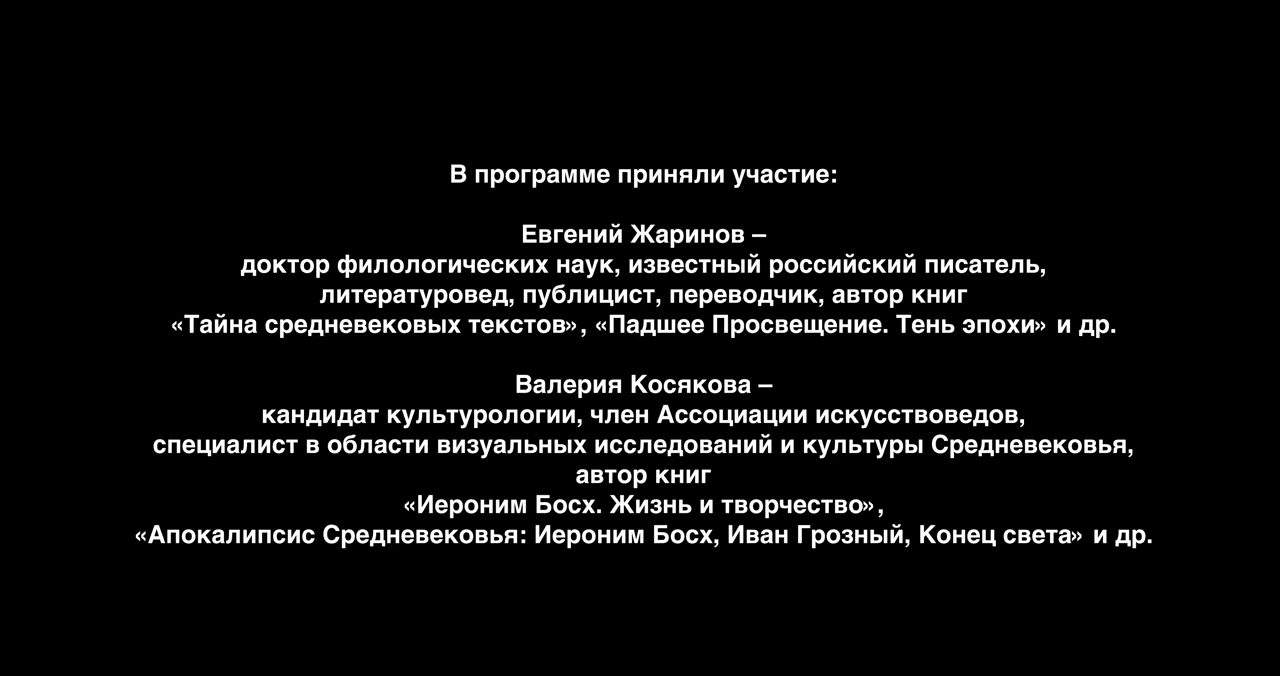 В программе приняли участие:
Евгений Жаринов –
доктор филологических наук, известный российский писатель,
литературовед, публицист, переводчик, автор книг
«Тайна средневековых текстов», «Падшее Просвещение. Тень эпохи» и др.
Валерия Косякова –
кандидат культурологии, член Ассоциации искусствоведов,
специалист в области визуальных исследований и культуры Средневековья,
автор книг
«Иероним Босх. Жизнь и творчество»,
«Апокалипсис Средневековья: Иероним Босх, Иван Грозный, Конец света» и др.